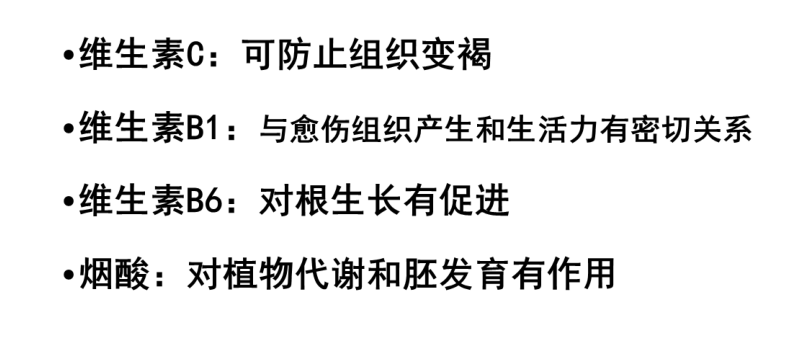 •维生素C：可防止组织变褐
•维生素B1：与愈伤组织产生和生活力有密切关系
•维生素B6：对根生长有促进
•烟酸：对植物代谢和胚发育有作用